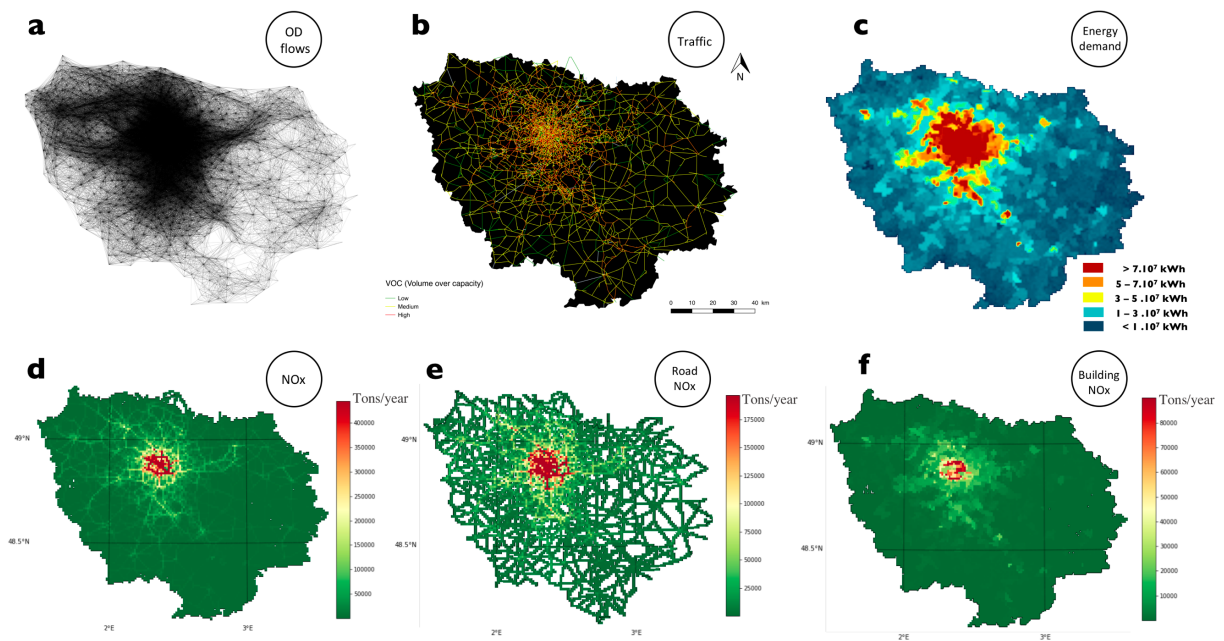 a
OD
flows
b
Traffic
N
VOC (Volume over capacity)
Low
Medium
High
0 10 20 30 40 km
c
Energy
demand
> 7.10⁷ kWh
5 – 7.10⁷ kWh
3 – 5 .10⁷ kWh
1 – 3 .10⁷ kWh
< 1 .10⁷ kWh
d
NOx
Tons/year
400000
350000
300000
250000
200000
150000
100000
50000
49°N
48.5°N
2°E
3°E
e
Road
NOx
Tons/year
175000
150000
125000
100000
75000
50000
25000
49°N
48.5°N
2°E
3°E
f
Building
NOx
Tons/year
80000
70000
60000
50000
40000
30000
20000
10000
49°N
48.5°N
2°E
3°E